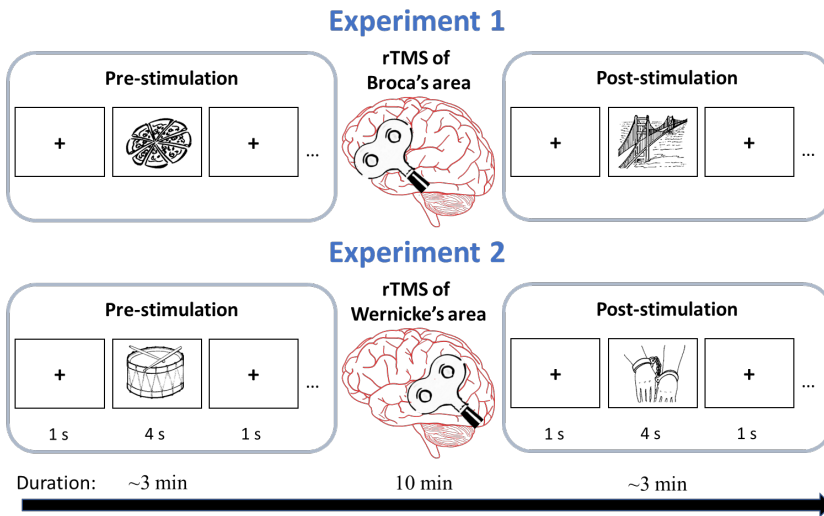 Experiment 1
Pre-stimulation
rTMS of
Broca's area
Post-stimulation
+
+
...
+
+
...
Experiment 2
Pre-stimulation
rTMS of
Wernicke's area
Post-stimulation
+
+
...
+
+
...
1 s 4 s 1 s
1 s 4 s 1 s
Duration: ~3 min 10 min ~3 min